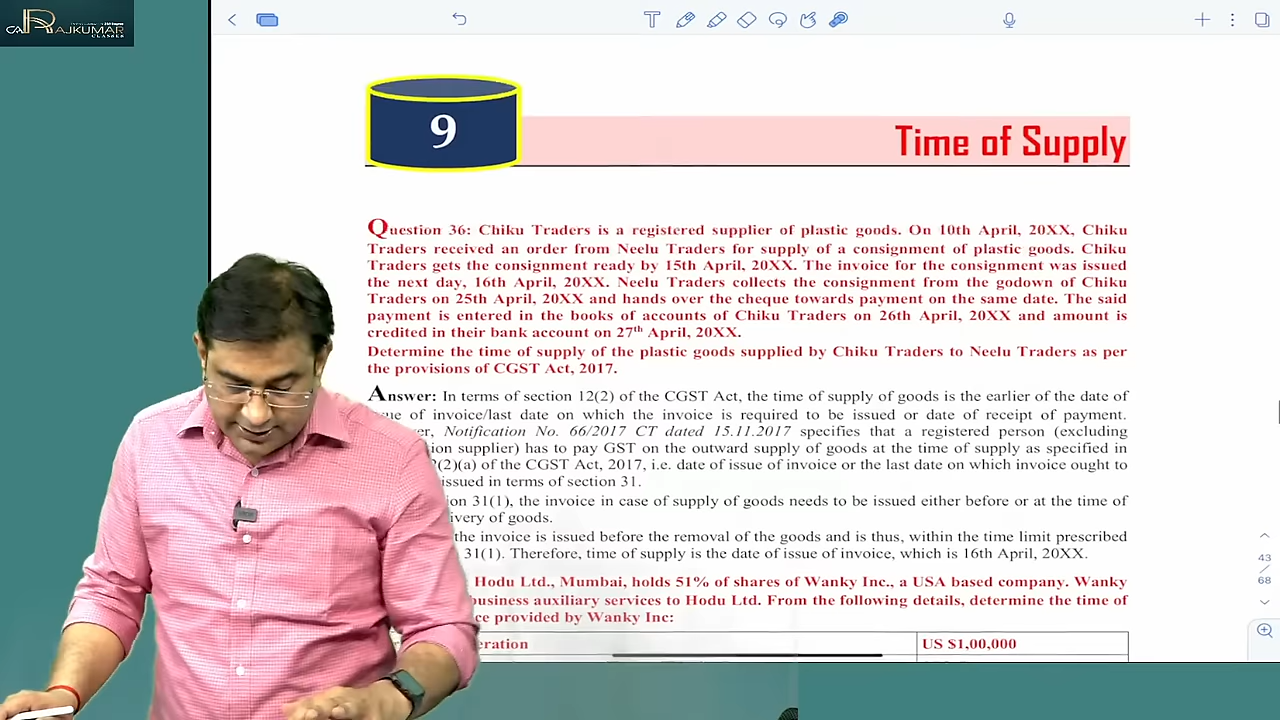 CA RAJKUMAR
CLASSES
9
Time of Supply
Question 36: Chiku Traders is a registered supplier of plastic goods. On 10th April, 20XX, Chiku
Traders received an order from Neelu Traders for supply of a consignment of plastic goods. Chiku
Traders gets the consignment ready by 15th April, 20XX. The invoice for the consignment was issued
the next day, 16th April, 20XX. Neelu Traders collects the consignment from the godown of Chiku
Traders on 25th April, 20XX and hands over the cheque towards payment on the same date. The said
payment is entered in the books of accounts of Chiku Traders on 26th April, 20XX and amount is
credited in their bank account on 27th April, 20XX.
Determine the time of supply of the plastic goods supplied by Chiku Traders to Neelu Traders as per
the provisions of CGST Act, 2017.
Answer: In terms of section 12(2) of the CGST Act, the time of supply of goods is the earlier of the date of
of invoice/last date on which the invoice is required to be issued or date of receipt of payment.
Notification No. 66/2017 CT dated 15.11.2017 specifies that a registered person (excluding
supplier) has to pay GST on the outward supply of goods at the time of supply as specified in
(2)(a) of the CGST Act, 2017, i.e. date of issue of invoice or the last date on which invoice ought to
issued in terms of section 31.
31(1), the invoice in case of supply of goods needs to be issued either before or at the time of
of goods.
the invoice is issued before the removal of the goods and is thus, within the time limit prescribed
31(1). Therefore, time of supply is the date of issue of invoice, which is 16th April, 20XX.
Hodu Ltd., Mumbai, holds 51% of shares of Wanky Inc., a USA based company. Wanky
business auxiliary services to Hodu Ltd. From the following details, determine the time of
provided by Wanky Inc:
US $1,00,000
43
/
68